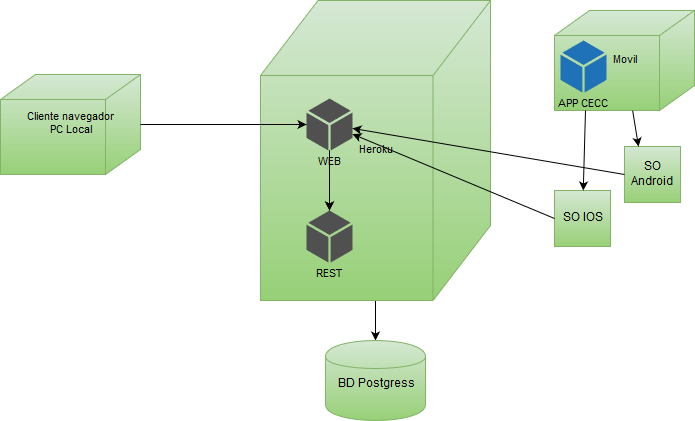 Cliente navegador
PC Local
WEB
Heroku
REST
BD Postgress
Movil
APP CECC
SO
Android
SO IOS